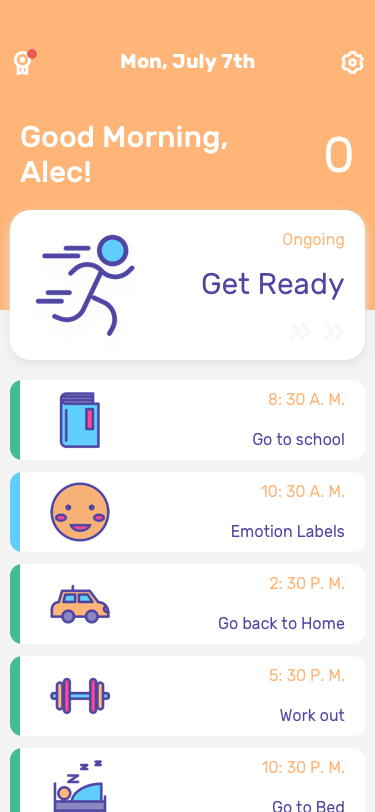 Mon, July 7th
Good Morning,
Alec!
0
Ongoing
Get Ready
8: 30 A. M.
Go to school
10: 30 A. M.
Emotion Labels
2: 30 P. M.
Go back to Home
5: 30 P. M.
Work out
10: 30 P. M.
Go to Bed